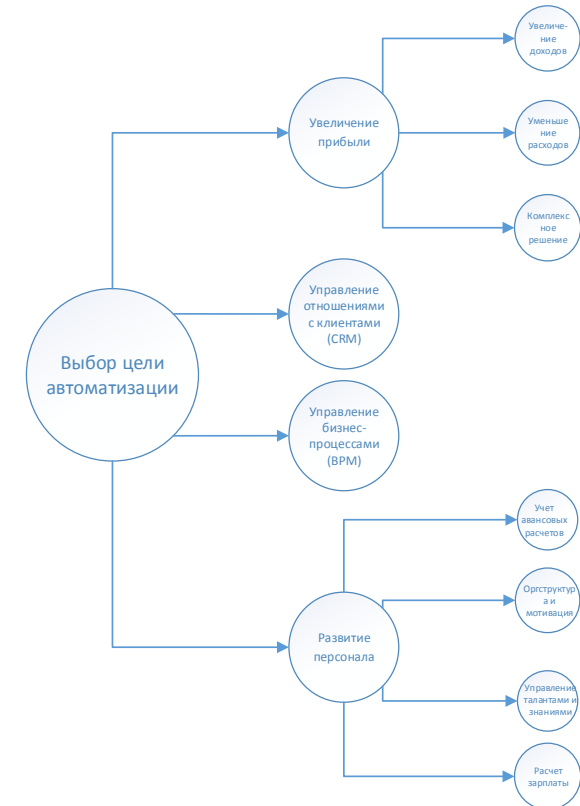 Увеличе-
ние
доходов
Увеличение
прибыли
Уменьше
ние
расходов
Комплекс
ное
решение
Управление
отношениями
с клиентами
(CRM)
Выбор цели
автоматизации
Управление
бизнес-
процессами
(BPM)
Учет
авансовых
расчетов
Оргструктур
а и
мотивация
Развитие
персонала
Управление
талантами и
знаниями
Расчет
зарплаты